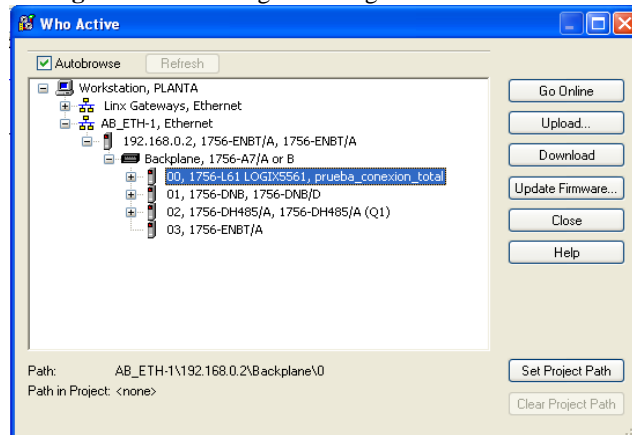 Who Active
Autobrowse
Refresh
Workstation, PLANTA
Linx Gateways, Ethernet
AB_ETH-1, Ethernet
192.168.0.2, 1756-ENBT/A, 1756-ENBT/A
Backplane, 1756-A7/A or B
00, 1756-L61 LOGIX5561, prueba_conexion_total
01, 1756-DNB, 1756-DNB/D
02, 1756-DH485/A, 1756-DH485/A (Q1)
03, 1756-ENBT/A
Go Online
Upload...
Download
Update Firmware...
Close
Help
Path: AB_ETH-1\192.168.0.2\Backplane\0
Path in Project: <none>
Set Project Path
Clear Project Path